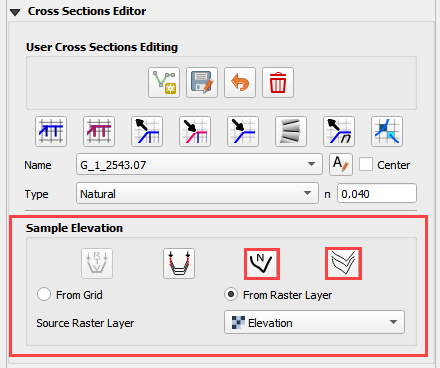 Cross Sections Editor
User Cross Sections Editing
Name G_1_2543.07 A Center
Type Natural n 0.040
Sample Elevation
N
From Grid From Raster Layer
Source Raster Layer Elevation